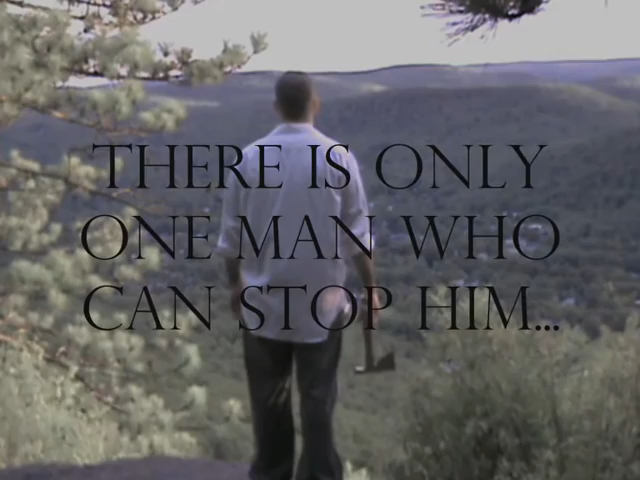 THERE IS ONLY
ONE MAN WHO
CAN STOP HIM...